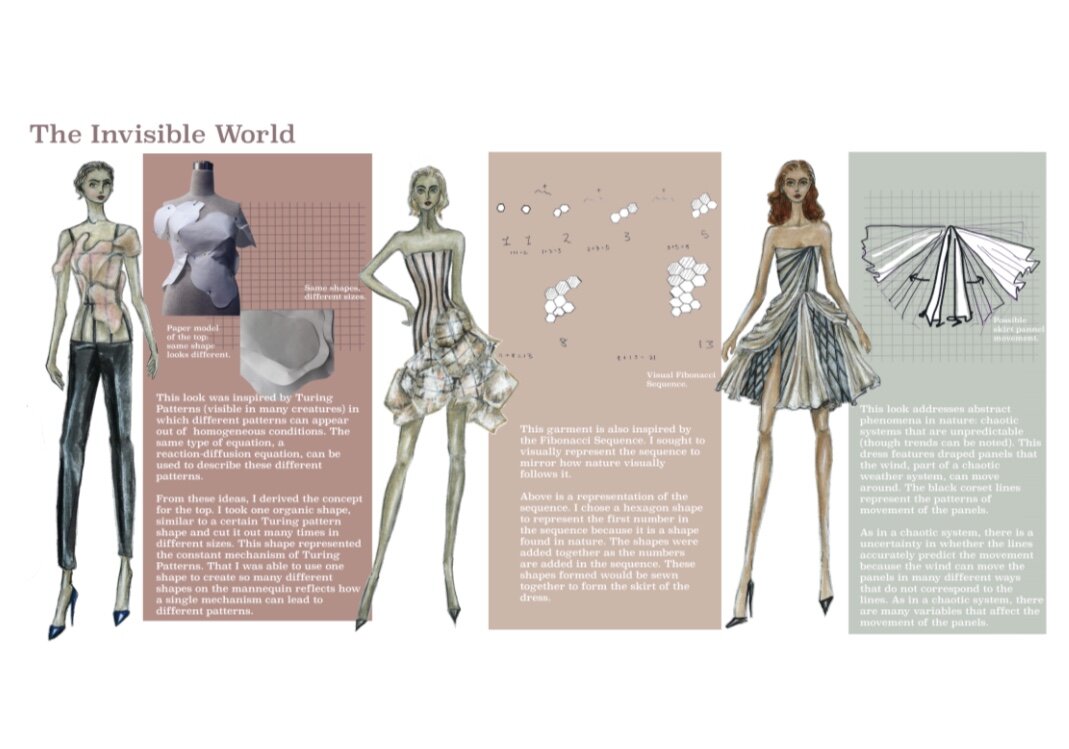 The Invisible World
Same shapes,
different sizes.
Paper model
of the top:
same shape
looks different.
This look was inspired by Turing
Patterns (visible in many creatures) in
which different patterns can appear
out of homogeneous conditions. The
same type of equation, a
reaction-diffusion equation, can be
used to describe these different
patterns.
From these ideas, I derived the concept
for the top. I took one organic shape,
similar to a certain Turing pattern
shape and cut it out many times in
different sizes. This shape represented
the constant mechanism of Turing
Patterns. That I was able to use one
shape to create so many different
shapes on the mannequin reflects how
a single mechanism can lead to
different patterns.
+ + +
1 1 2 3 5
1+1=2 1+2=3 2+3=5 3+5=8
8 13
5+8=13 8+13=21
Visual Fibonacci
Sequence.
This garment is also inspired by
the Fibonacci Sequence. I sought to
visually represent the sequence to
mirror how nature visually
follows it.
Above is a representation of the
sequence. I chose a hexagon shape
to represent the first number in
the sequence because it is a shape
found in nature. The shapes were
added together as the numbers
are added in the sequence. These
shapes formed would be sewn
together to form the skirt of the
dress.
Possible
skirt pannel
movement.
This look addresses abstract
phenomena in nature: chaotic
systems that are unpredictable
(though trends can be noted). This
dress features draped panels that
the wind, part of a chaotic
weather system, can move
around. The black corset lines
represent the patterns of
movement of the panels.
As in a chaotic system, there is a
uncertainty in whether the lines
accurately predict the movement
because the wind can move the
panels in many different ways
that do not correspond to the
lines. As in a chaotic system, there
are many variables that affect the
movement of the panels.